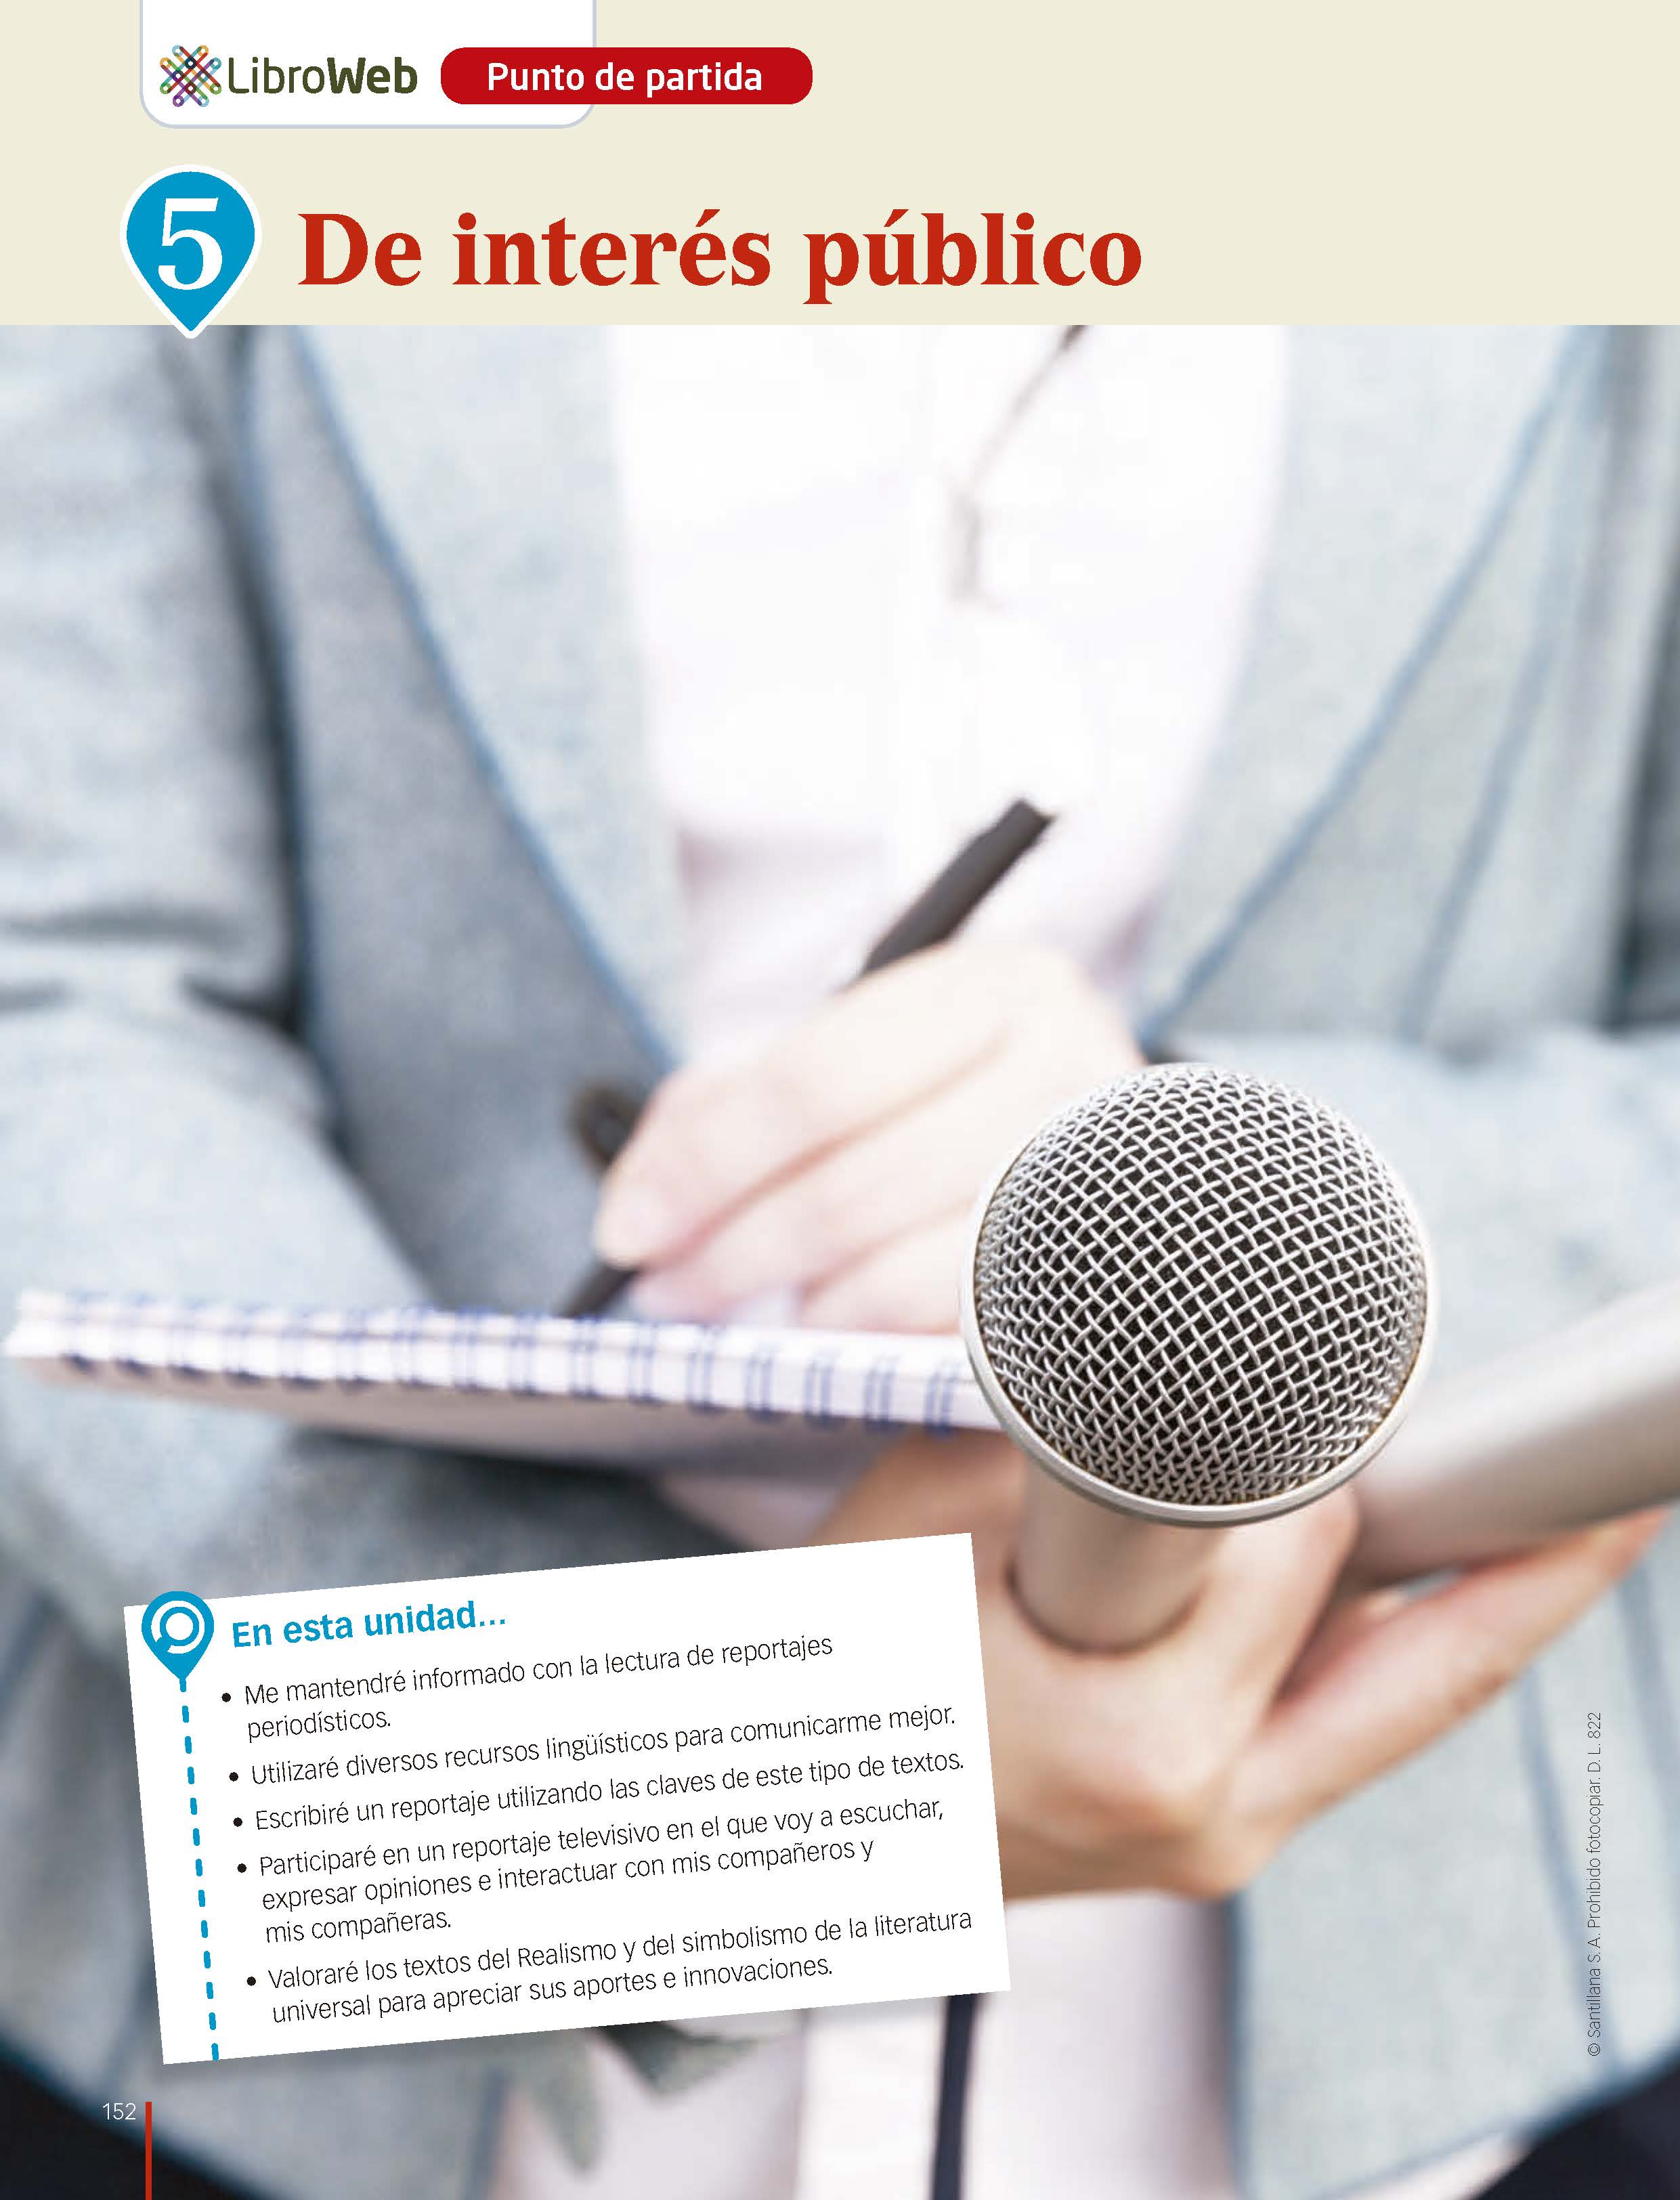 LibroWeb
Punto de partida
5
De interés público
En esta unidad...
• Me mantendré informado con la lectura de reportajes
periodísticos.
• Utilizaré diversos recursos lingüísticos para comunicarme mejor.
• Escribiré un reportaje utilizando las claves de este tipo de textos.
• Participaré en un reportaje televisivo en el que voy a escuchar,
expresar opiniones e interactuar con mis compañeros y
mis compañeras.
• Valoraré los textos del Realismo y del simbolismo de la literatura
universal para apreciar sus aportes e innovaciones.
© Santillana S. A. Prohibido fotocopiar. D. L. 822
152